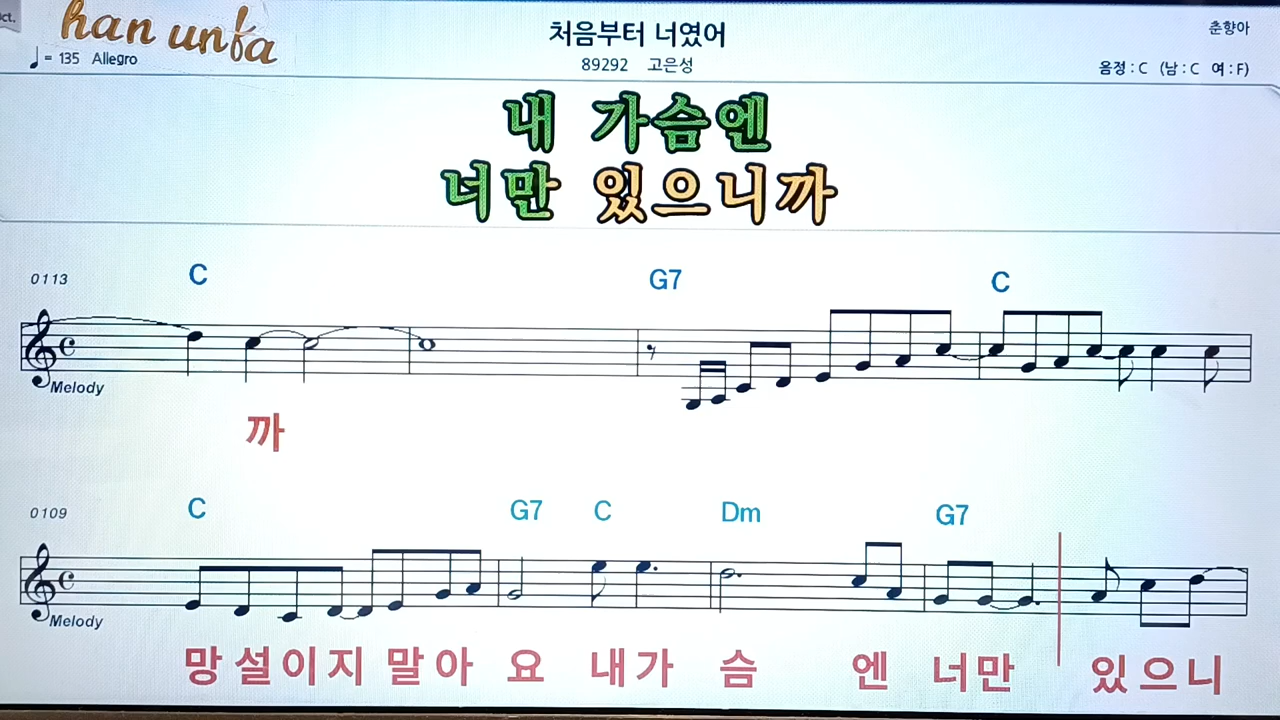 han unfa
처음부터 너였어
춘향아
♩ = 135 Allegro
89292 고은성
음정 : C (남 : C 여 : F)
내 가슴엔
너만 있으니까
0113 C G7 C
Melody
까
0109 C G7 C Dm G7
Melody
망설이지 말아 요 내가 슴 엔 너만 있으니